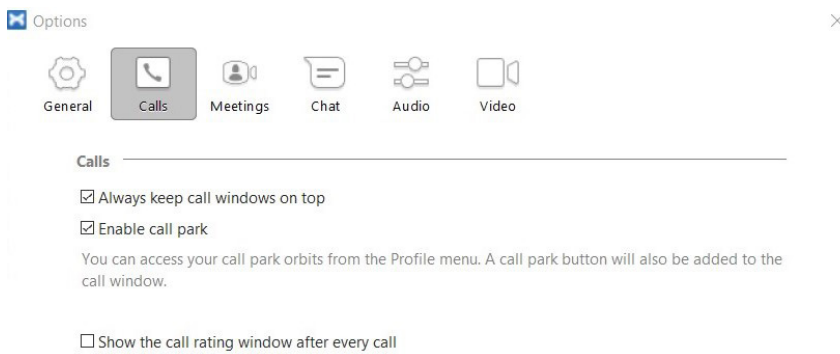 Options
General Calls Meetings Chat Audio Video
Calls
Always keep call windows on top
Enable call park
You can access your call park orbits from the Profile menu. A call park button will also be added to the
call window.
Show the call rating window after every call